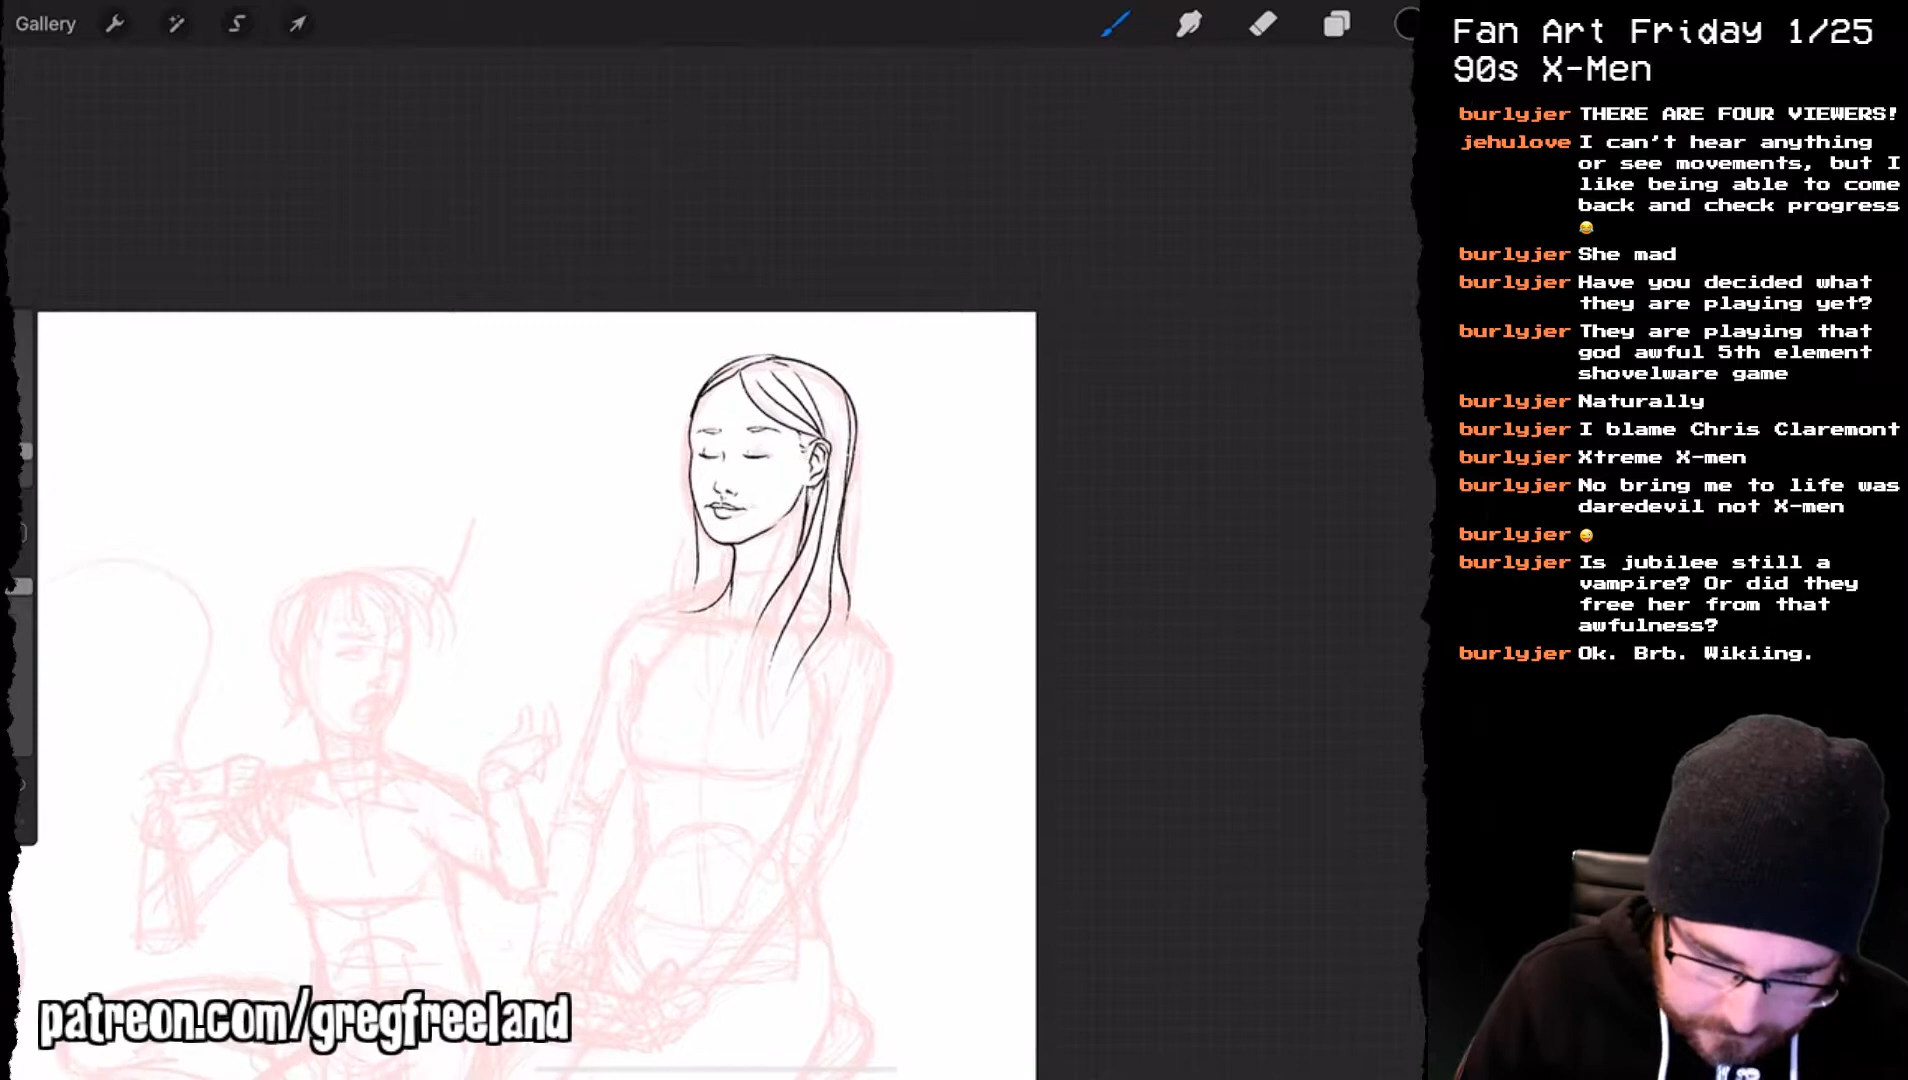 Gallery
Fan Art Friday 1/25
90s X-Men
burlyjer THERE ARE FOUR VIEWERS!
jehulove I can't hear anything
or see movements, but I
like being able to come
back and check progress
😂
burlyjer She mad
burlyjer Have you decided what
they are playing yet?
burlyjer They are playing that
god awful 5th element
shovelware game
burlyjer Naturally
burlyjer I blame Chris Claremont
burlyjer Xtreme X-men
burlyjer No bring me to life was
daredevil not X-men
burlyjer 😜
burlyjer Is jubilee still a
vampire? Or did they
free her from that
awfulness?
burlyjer Ok. Brb. Wikiing.
patreon.com/gregfreeland